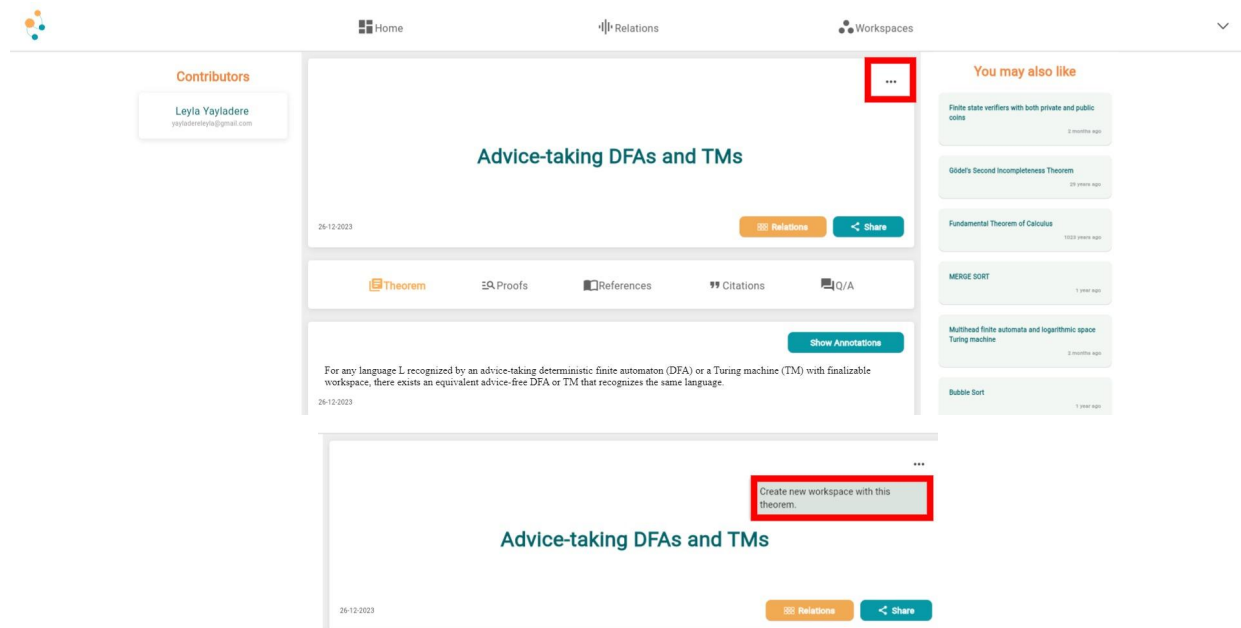 Home
Relations
Workspaces
Contributors
Leyla Yayladere
yayladereleyla@gmail.com
Advice-taking DFAs and TMs
26-12-2023
Relations
Share
Theorem
Proofs
References
Citations
Q/A
Show Annotations
For any language L recognized by an advice-taking deterministic finite automaton (DFA) or a Turing machine (TM) with finalizable
workspace, there exists an equivalent advice-free DFA or TM that recognizes the same language.
26-12-2023
You may also like
Finite state verifiers with both private and public
coins
2 months ago
Gödel's Second Incompleteness Theorem
29 years ago
Fundamental Theorem of Calculus
1023 years ago
MERGE SORT
1 year ago
Multihead finite automata and logarithmic space
Turing machine
2 months ago
Bubble Sort
1 year ago
Create new workspace with this
theorem.
Advice-taking DFAs and TMs
26-12-2023
Relations
Share